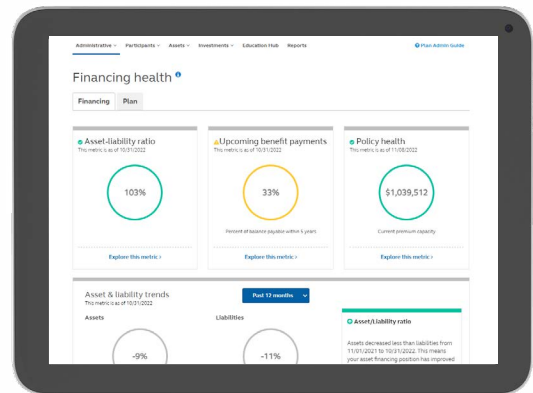 Administrative Participants Assets Investments Education Hub Reports Plan Admin Guide
Financing health
Financing Plan
Asset-liability ratio
This metric is as of 10/31/2022
103%
Explore this metric >
Upcoming benefit payments
This metric is as of 10/31/2022
33%
Percent of balance payable within 5 years
Explore this metric >
Policy health
This metric is as of 11/08/2022
$1,039,512
Current premium capacity
Explore this metric >
Asset & liability trends
This metric is as of 10/31/2022
Past 12 months
Assets
-9%
Liabilities
-11%
Asset/Liability ratio
Assets decreased less than liabilities from
11/01/2021 to 10/31/2022. This means
your asset financing position has improved